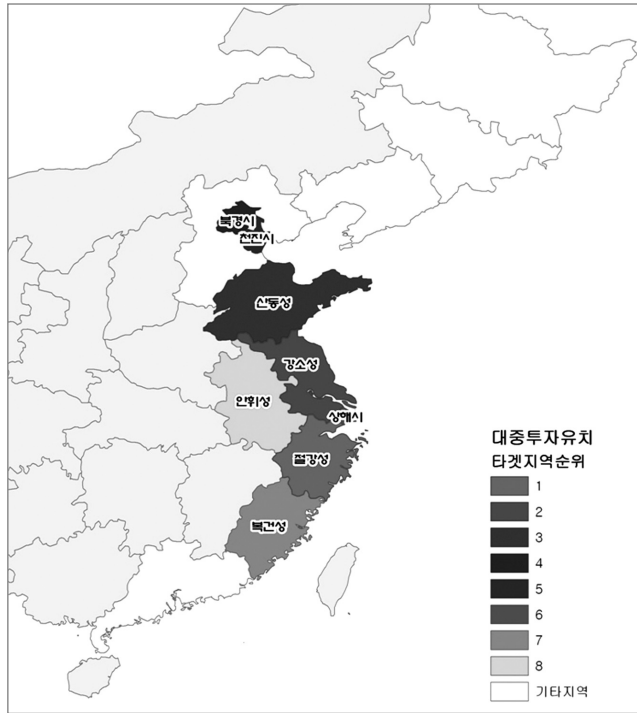 북경시
천진시
산동성
강소성
안휘성
상해시
절강성
복건성
대중투자유치
타겟지역순위
1
2
3
4
5
6
7
8
기타지역